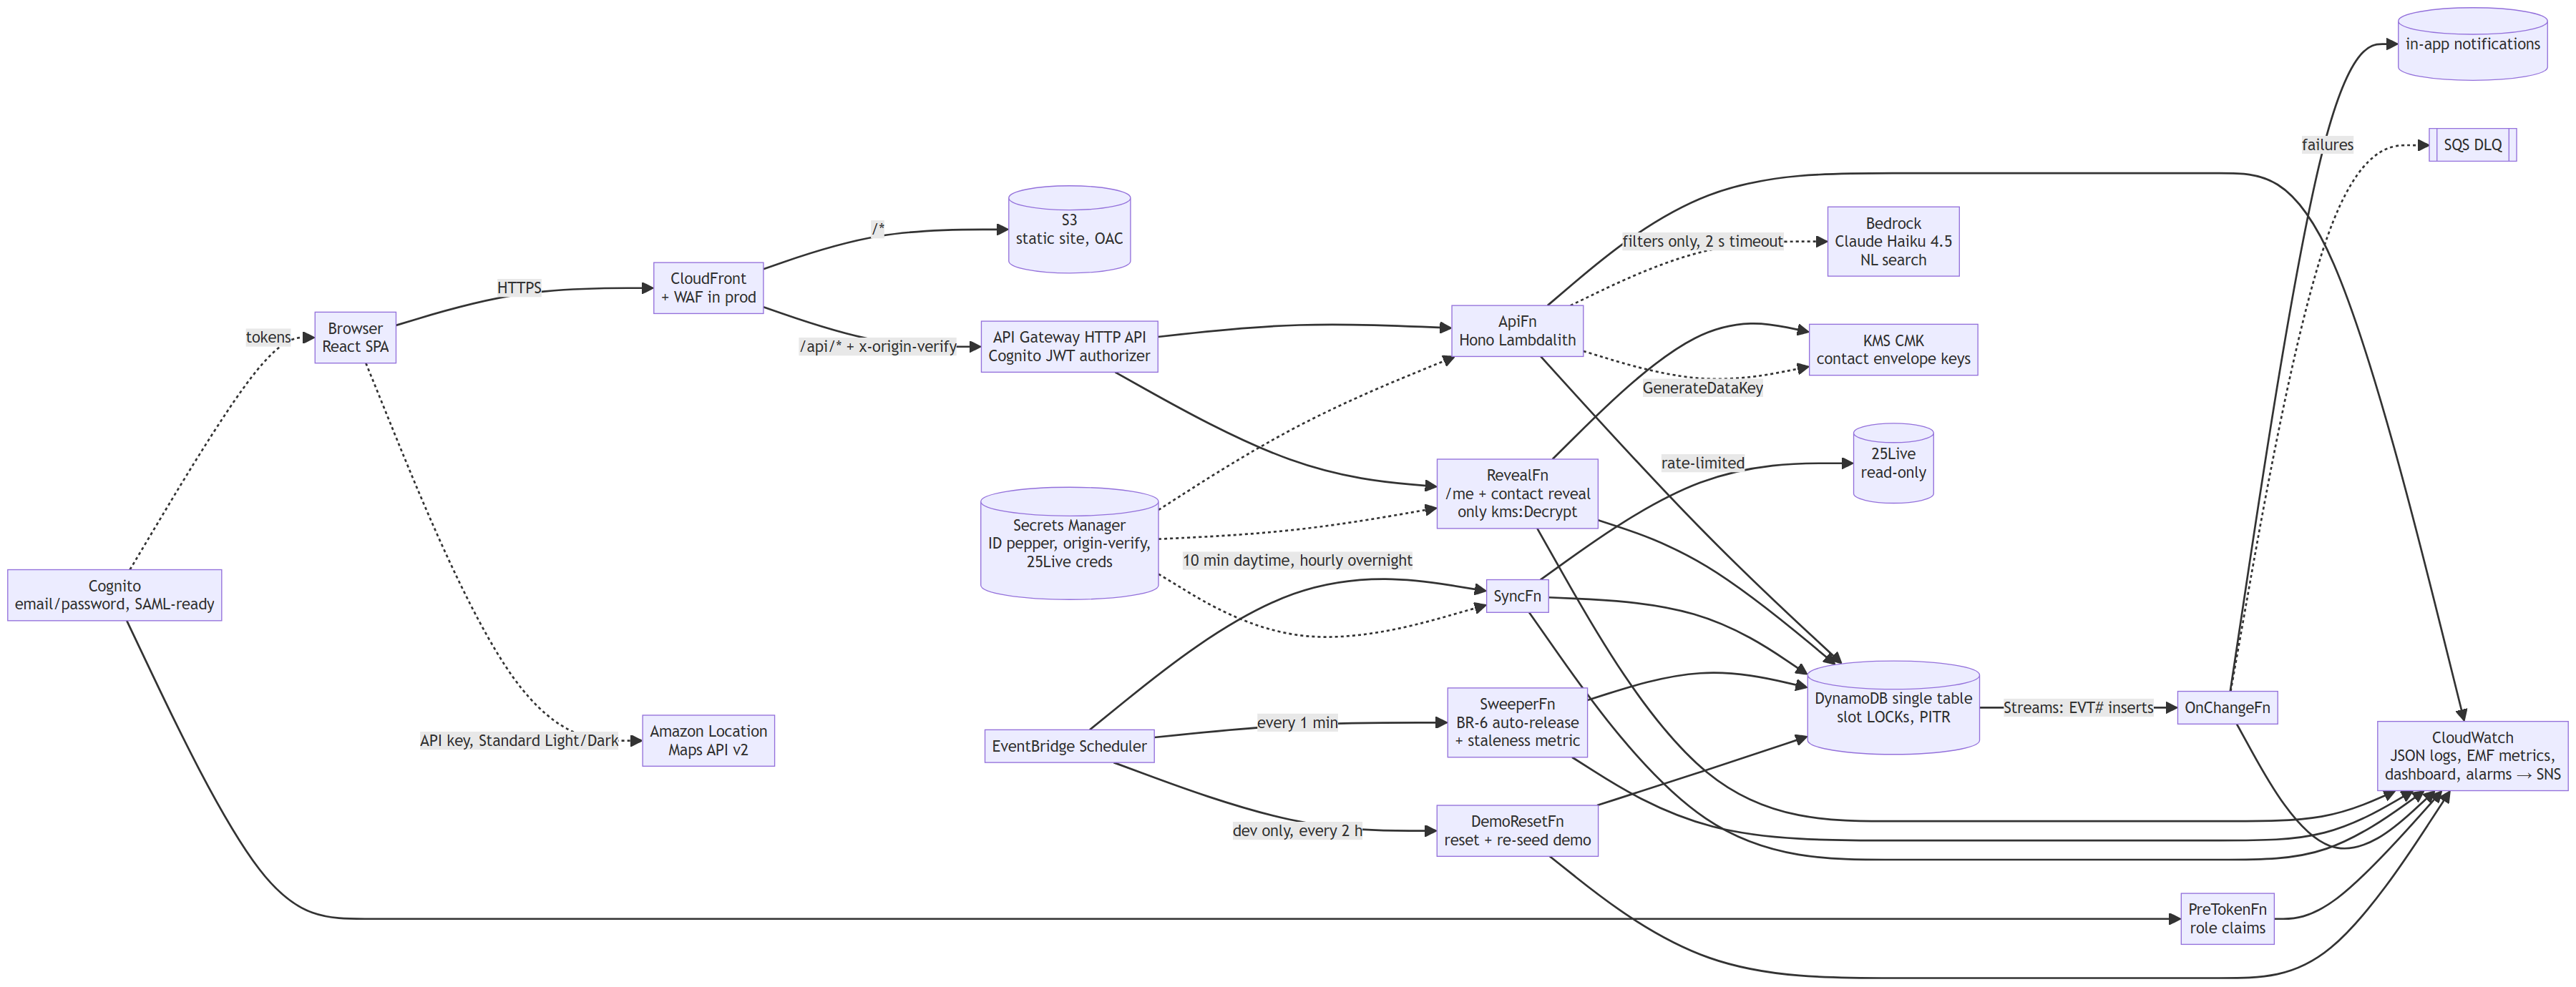 in-app notifications
failures
SQS DLQ
S3
static site, OAC
/*
Bedrock
Claude Haiku 4.5
NL search
filters only, 2 s timeout
CloudFront
+ WAF in prod
HTTPS
Browser
React SPA
tokens
/api/* + x-origin-verify
API Gateway HTTP API
Cognito JWT authorizer
ApiFn
Hono Lambdalith
KMS CMK
contact envelope keys
GenerateDataKey
25Live
read-only
rate-limited
RevealFn
/me + contact reveal
only kms:Decrypt
Secrets Manager
ID pepper, origin-verify,
25Live creds
10 min daytime, hourly overnight
Cognito
email/password, SAML-ready
SyncFn
DynamoDB single table
slot LOCKs, PITR
Streams: EVT# inserts
OnChangeFn
SweeperFn
BR-6 auto-release
+ staleness metric
every 1 min
EventBridge Scheduler
API key, Standard Light/Dark
Amazon Location
Maps API v2
CloudWatch
JSON logs, EMF metrics,
dashboard, alarms → SNS
dev only, every 2 h
DemoResetFn
reset + re-seed demo
PreTokenFn
role claims